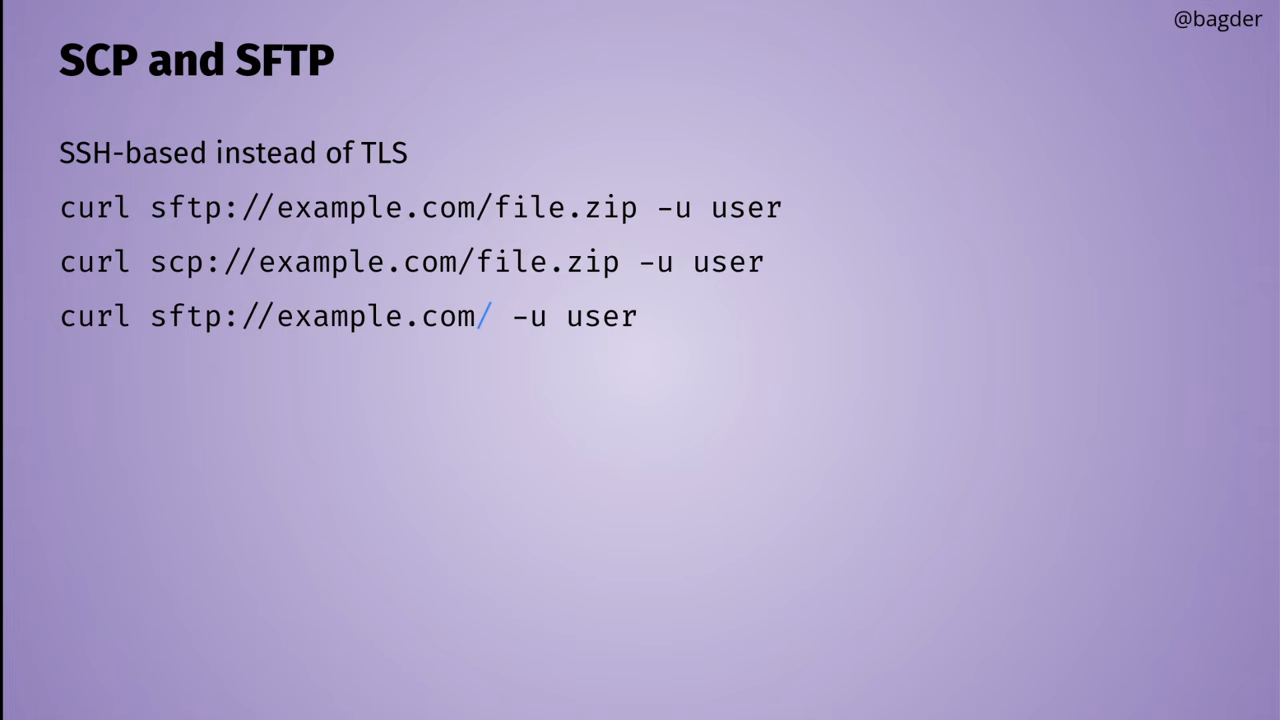 @bagder
SCP and SFTP
SSH-based instead of TLS
curl sftp://example.com/file.zip -u user
curl scp://example.com/file.zip -u user
curl sftp://example.com/ -u user